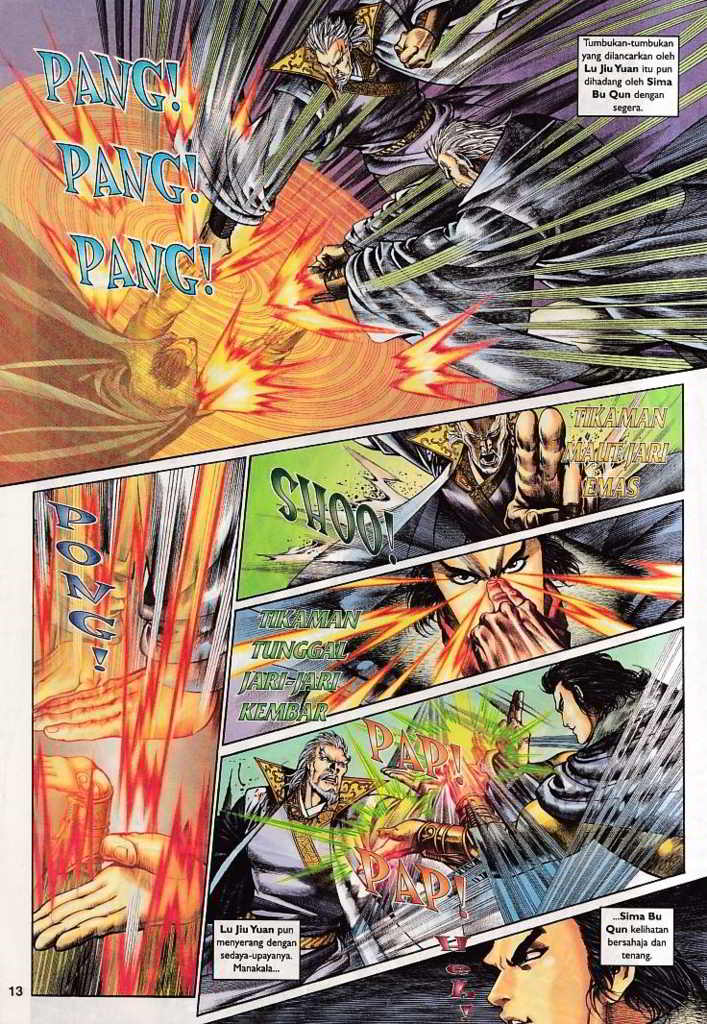 PANG!
PANG!
PANG!
Tumbukan-tumbukan
yang dilancarkan oleh
Lu Jiu Yuan itu pun
dihadang oleh Sima
Bu Qun dengan
segera.
PONG!
SHOO!
TIKAMAN
MAUT JARI
EMAS
TIKAMAN
TUNGGAL
JARI-JARI
KEMBAR
PAP!
PAP!
Lu Jiu Yuan pun
menyerang dengan
sedaya-upayanya.
Manakala...
...Sima Bu
Qun kelihatan
bersahaja dan
tenang.
13